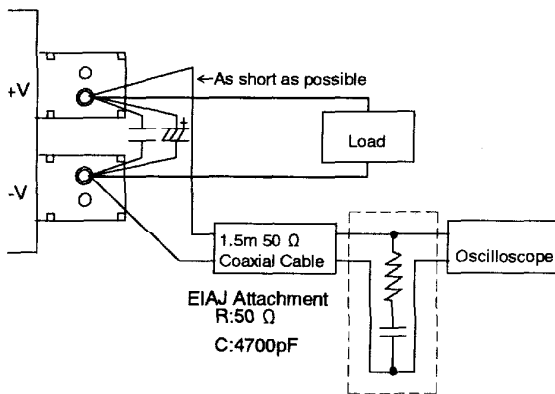 ←As short as possible
+V
+
Load
-V
1.5m 50 Ω
Coaxial Cable
Oscilloscope
EIAJ Attachment
R:50 Ω
C:4700pF